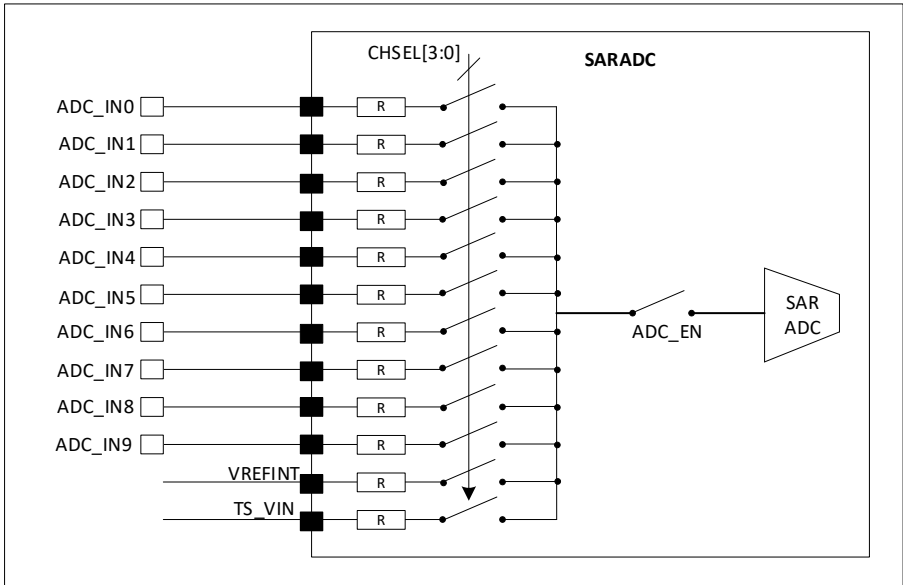 CHSEL[3:0]
SARADC
ADC_IN0
R
ADC_IN1
R
ADC_IN2
R
ADC_IN3
R
ADC_IN4
R
ADC_IN5
R
ADC_IN6
R
ADC_IN7
R
ADC_IN8
R
ADC_IN9
R
VREFINT
R
TS_VIN
R
ADC_EN
SAR
ADC